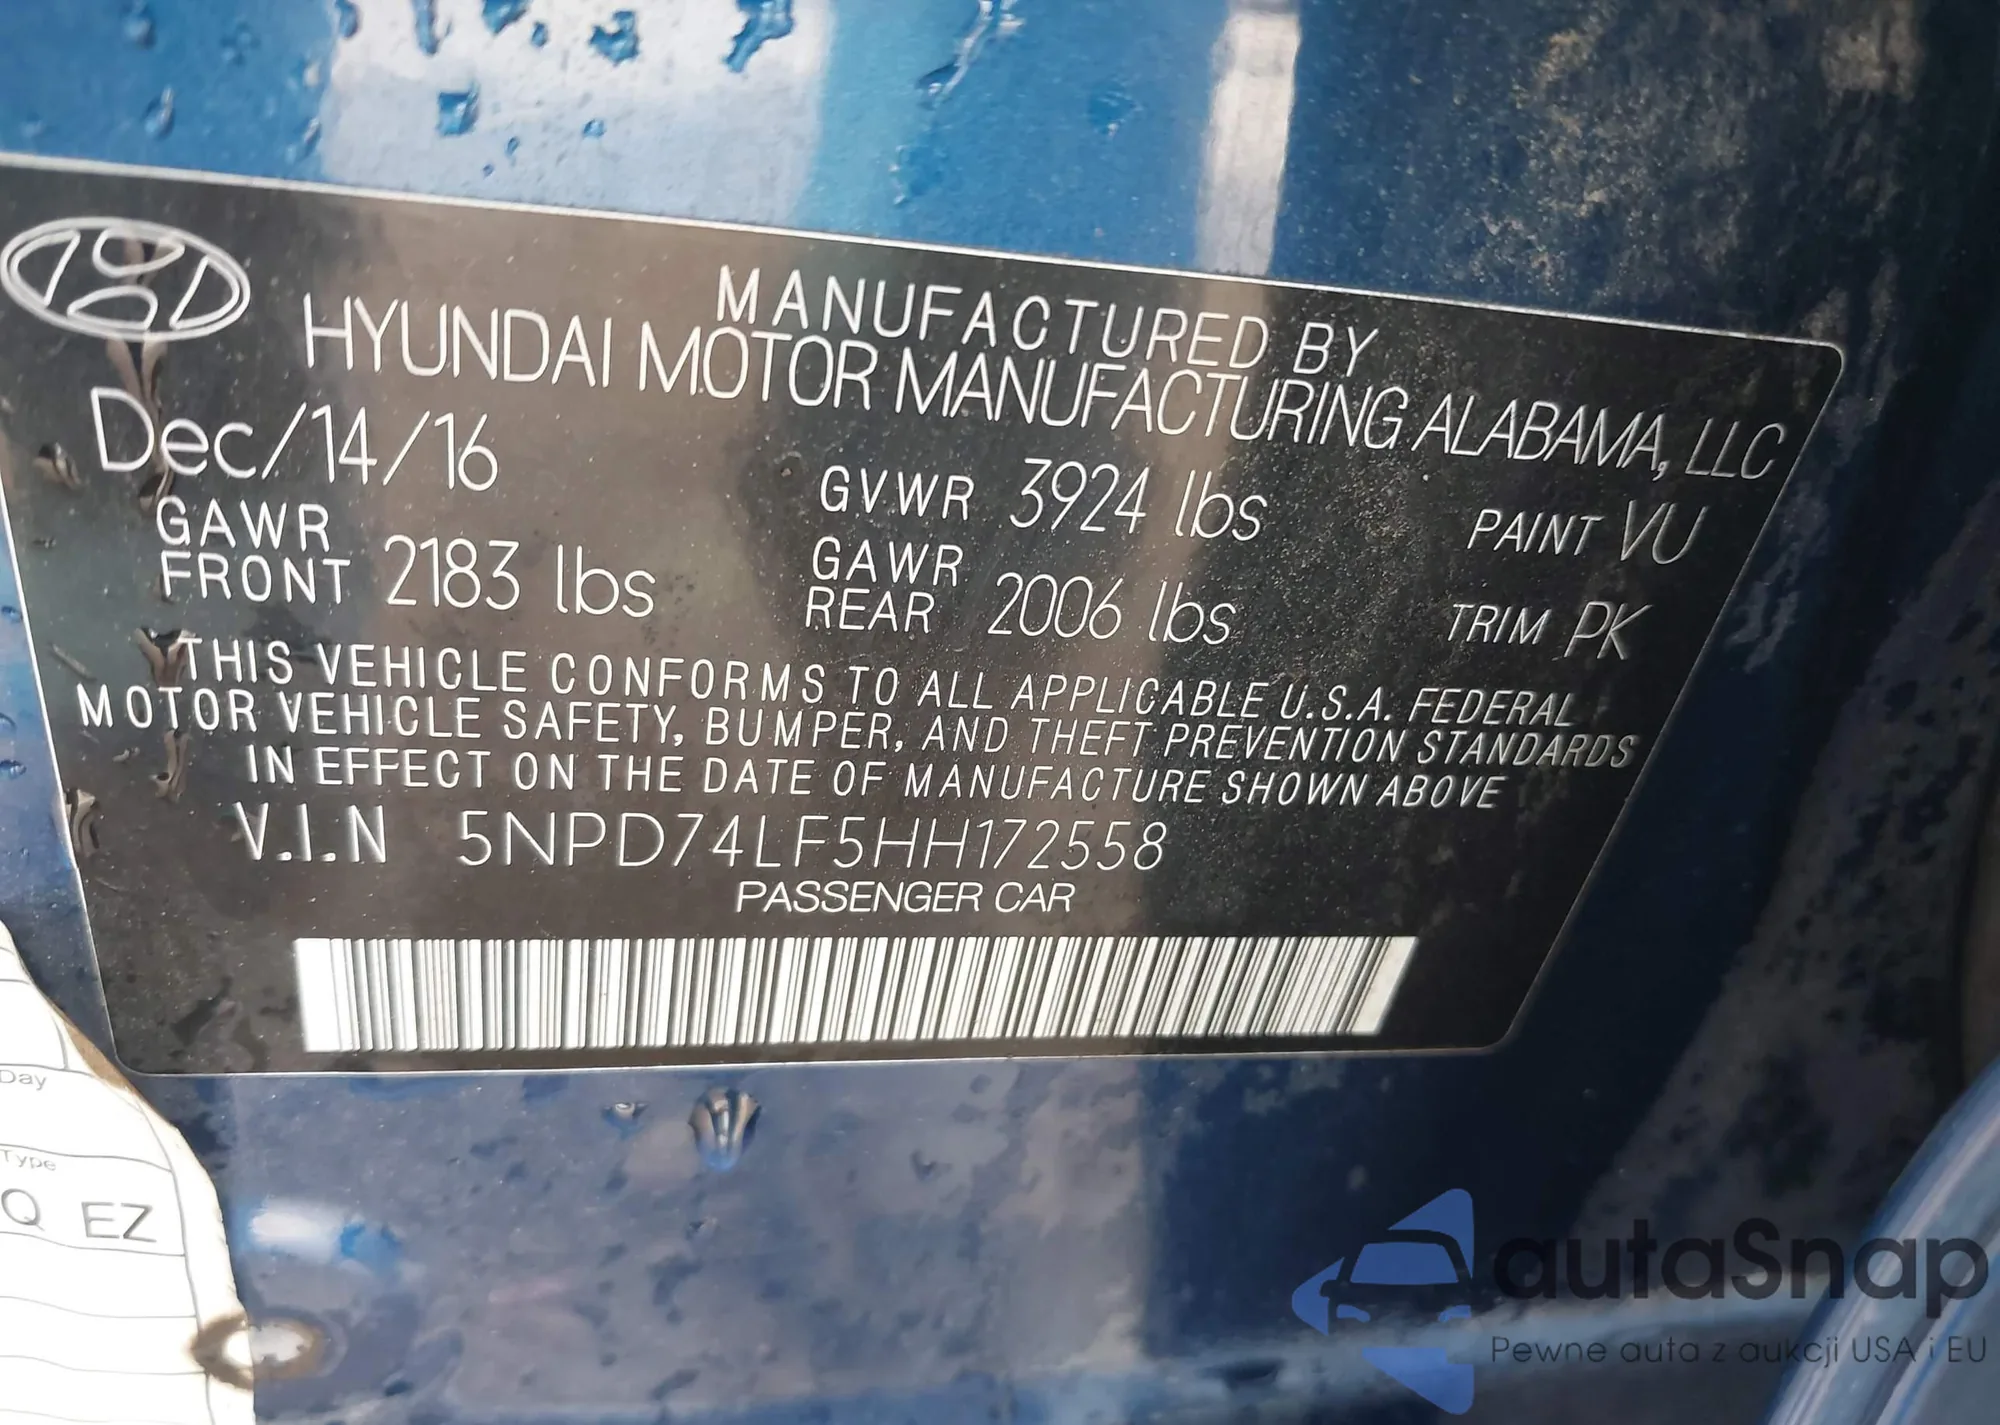 MANUFACTURED BY
HYUNDAI MOTOR MANUFACTURING ALABAMA, LLC
Dec/14/16
GVWR 3924 lbs
PAINT VU
GAWR FRONT 2183 lbs
GAWR REAR 2006 lbs
TRIM PK
THIS VEHICLE CONFORMS TO ALL APPLICABLE U.S.A. FEDERAL
MOTOR VEHICLE SAFETY, BUMPER, AND THEFT PREVENTION STANDARDS
IN EFFECT ON THE DATE OF MANUFACTURE SHOWN ABOVE
V.I.N 5NPD74LF5HH172558
PASSENGER CAR
Day
Type
Q EZ
autaSnap
Pewne auta z aukcji USA i EU